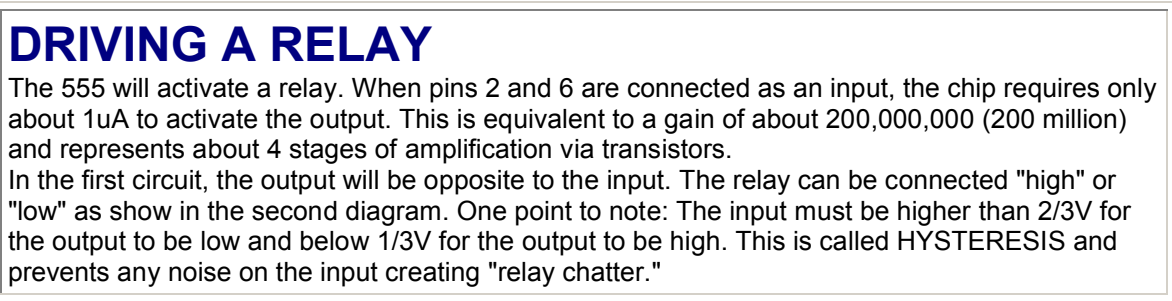 DRIVING A RELAY
The 555 will activate a relay. When pins 2 and 6 are connected as an input, the chip requires only
about 1uA to activate the output. This is equivalent to a gain of about 200,000,000 (200 million)
and represents about 4 stages of amplification via transistors.
In the first circuit, the output will be opposite to the input. The relay can be connected "high" or
"low" as show in the second diagram. One point to note: The input must be higher than 2/3V for
the output to be low and below 1/3V for the output to be high. This is called HYSTERESIS and
prevents any noise on the input creating "relay chatter."